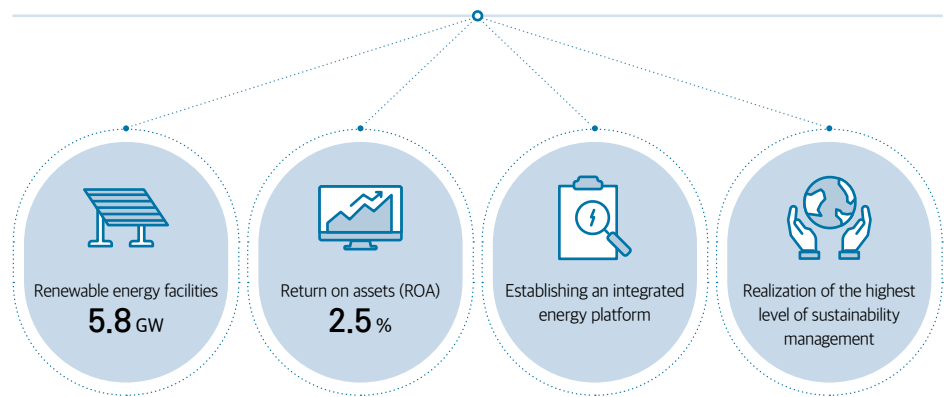 Renewable energy facilities
5.8 GW
Return on assets (ROA)
2.5 %
Establishing an integrated
energy platform
Realization of the highest
level of sustainability
management